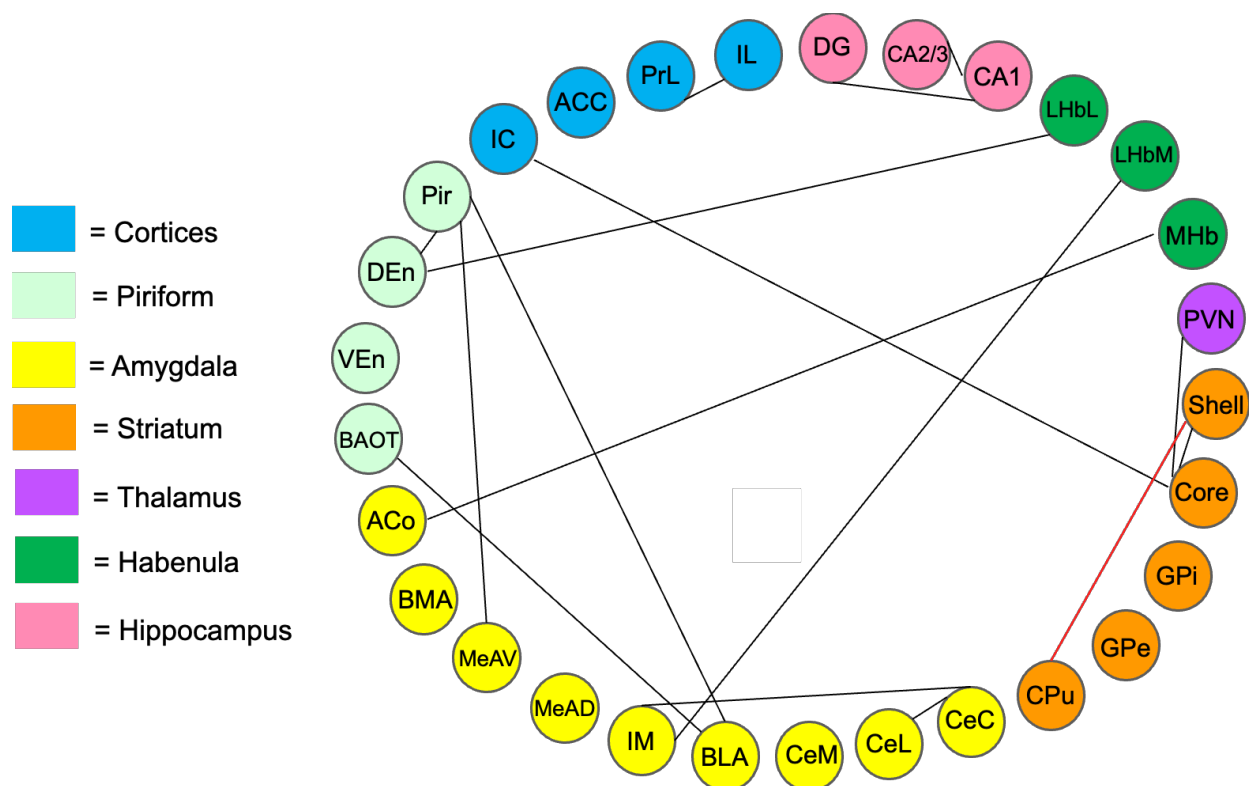 = Cortices
= Piriform
= Amygdala
= Striatum
= Thalamus
= Habenula
= Hippocampus
IL
DG
CA2/3
CA1
LHbL
LHbM
MHb
PVN
Shell
Core
GPi
GPe
CPu
CeC
CeL
CeM
BLA
IM
MeAD
MeAV
BMA
ACo
BAOT
VEn
DEn
Pir
IC
ACC
PrL